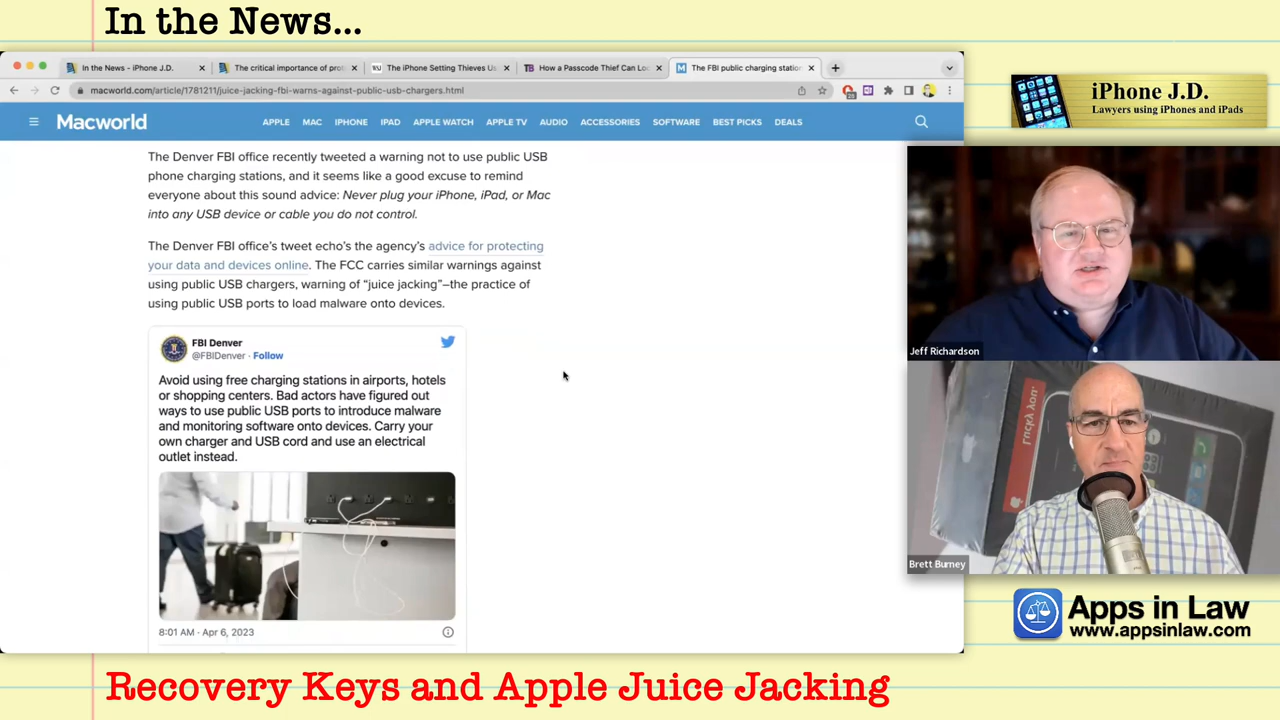 In the News...
In the News - iPhone J.D.
The critical importance of prot
The iPhone Setting Thieves Us
How a Passcode Thief Can Lo
The FBI public charging station
macworld.com/article/1781211/juice-jacking-fbi-warns-against-public-usb-chargers.html
Macworld
APPLE MAC IPHONE IPAD APPLE WATCH APPLE TV AUDIO ACCESSORIES SOFTWARE BEST PICKS DEALS
The Denver FBI office recently tweeted a warning not to use public USB
phone charging stations, and it seems like a good excuse to remind
everyone about this sound advice: Never plug your iPhone, iPad, or Mac
into any USB device or cable you do not control.
The Denver FBI office's tweet echo's the agency's advice for protecting
your data and devices online. The FCC carries similar warnings against
using public USB chargers, warning of "juice jacking"–the practice of
using public USB ports to load malware onto devices.
FBI Denver
@FBIDenver · Follow
Avoid using free charging stations in airports, hotels
or shopping centers. Bad actors have figured out
ways to use public USB ports to introduce malware
and monitoring software onto devices. Carry your
own charger and USB cord and use an electrical
outlet instead.
8:01 AM · Apr 6, 2023
iPhone J.D.
Lawyers using iPhones and iPads
Jeff Richardson
Brett Burney
Apps in Law
www.appsinlaw.com
Recovery Keys and Apple Juice Jacking